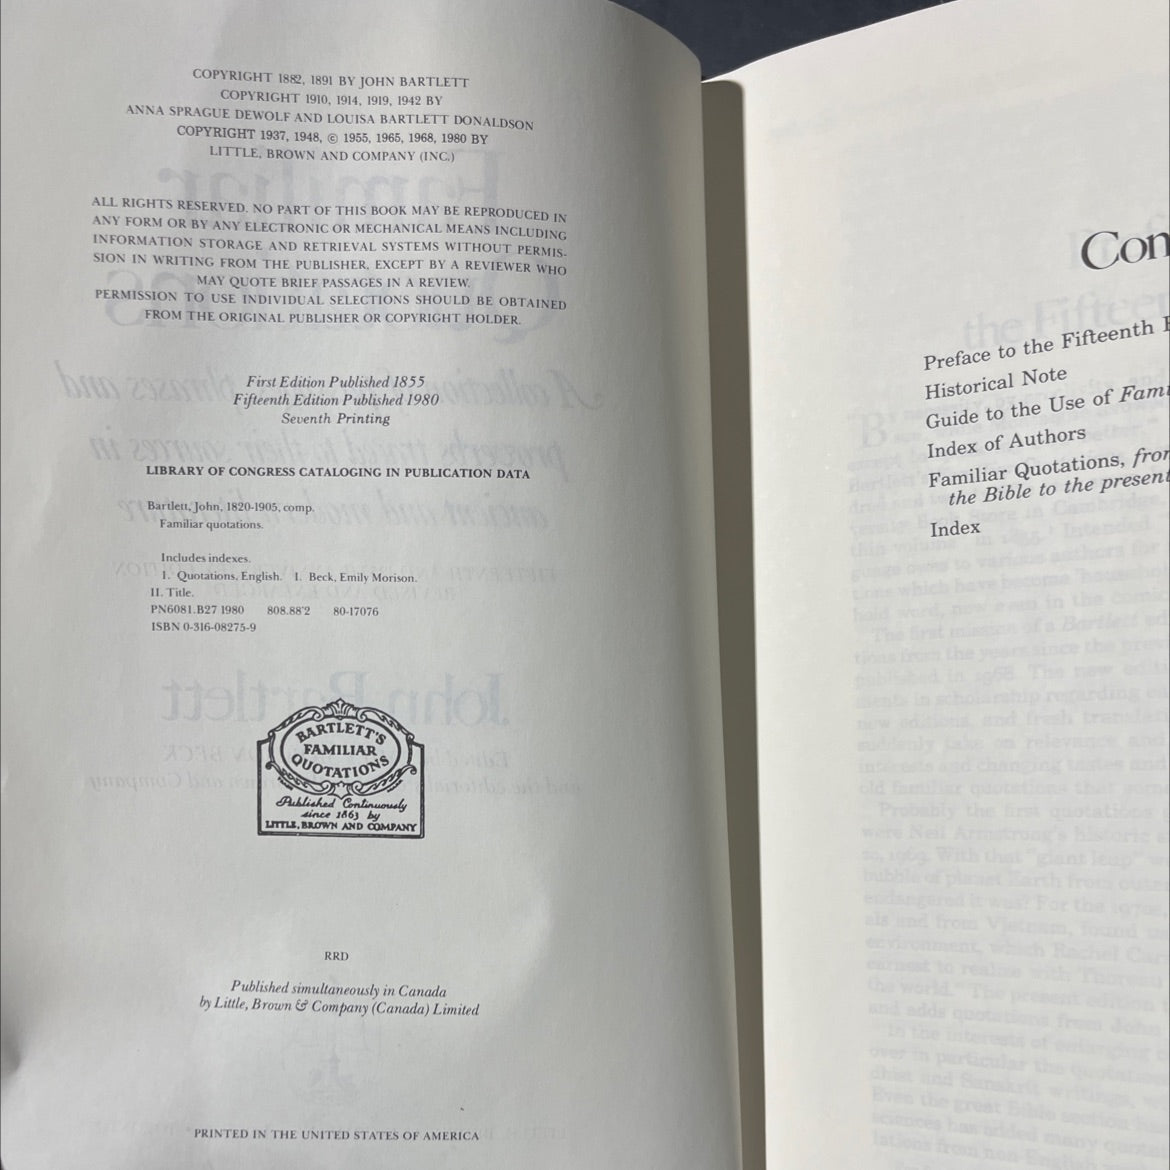 COPYRIGHT 1882, 1891 BY JOHN BARTLETT
COPYRIGHT 1910, 1914, 1919, 1942 BY
ANNA SPRAGUE DEWOLF AND LOUISA BARTLETT DONALDSON
COPYRIGHT 1937, 1948, © 1955, 1965, 1968, 1980 BY
LITTLE, BROWN AND COMPANY (INC.)
ALL RIGHTS RESERVED. NO PART OF THIS BOOK MAY BE REPRODUCED IN
ANY FORM OR BY ANY ELECTRONIC OR MECHANICAL MEANS INCLUDING
INFORMATION STORAGE AND RETRIEVAL SYSTEMS WITHOUT PERMIS-
SION IN WRITING FROM THE PUBLISHER, EXCEPT BY A REVIEWER WHO
MAY QUOTE BRIEF PASSAGES IN A REVIEW.
PERMISSION TO USE INDIVIDUAL SELECTIONS SHOULD BE OBTAINED
FROM THE ORIGINAL PUBLISHER OR COPYRIGHT HOLDER.
First Edition Published 1855
Fifteenth Edition Published 1980
Seventh Printing
LIBRARY OF CONGRESS CATALOGING IN PUBLICATION DATA
Bartlett, John, 1820-1905, comp.
Familiar quotations.
Includes indexes.
1. Quotations, English. I. Beck, Emily Morison.
II. Title.
PN6081.B27 1980 808.88'2 80-17076
ISBN 0-316-08275-9
BARTLETT'S
FAMILIAR
QUOTATIONS
Published Continuously
since 1863 by
LITTLE, BROWN AND COMPANY
RRD
Published simultaneously in Canada
by Little, Brown & Company (Canada) Limited
PRINTED IN THE UNITED STATES OF AMERICA
Con
Preface to the Fifteenth E
Historical Note
Guide to the Use of Fami
Index of Authors
Familiar Quotations, from
the Bible to the present
Index